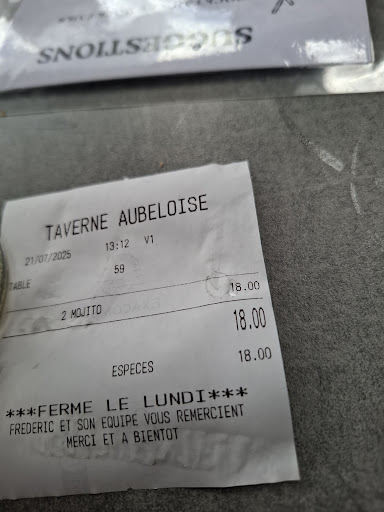 SUGGESTIONS
TAVERNE AUBELOISE
21/07/2025 13:12 V1
TABLE 59
2 MOJITO 18.00
18.00
ESPECES 18.00
***FERME LE LUNDI***
FREDERIC ET SON EQUIPE VOUS REMERCIENT
MERCI ET A BIENTOT